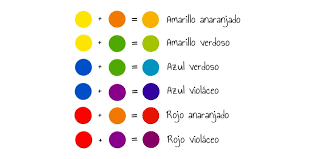 + = Amarillo anaranjado
+ = Amarillo verdoso
+ = Azul verdoso
+ = Azul violáceo
+ = Rojo anaranjado
+ = Rojo violáceo